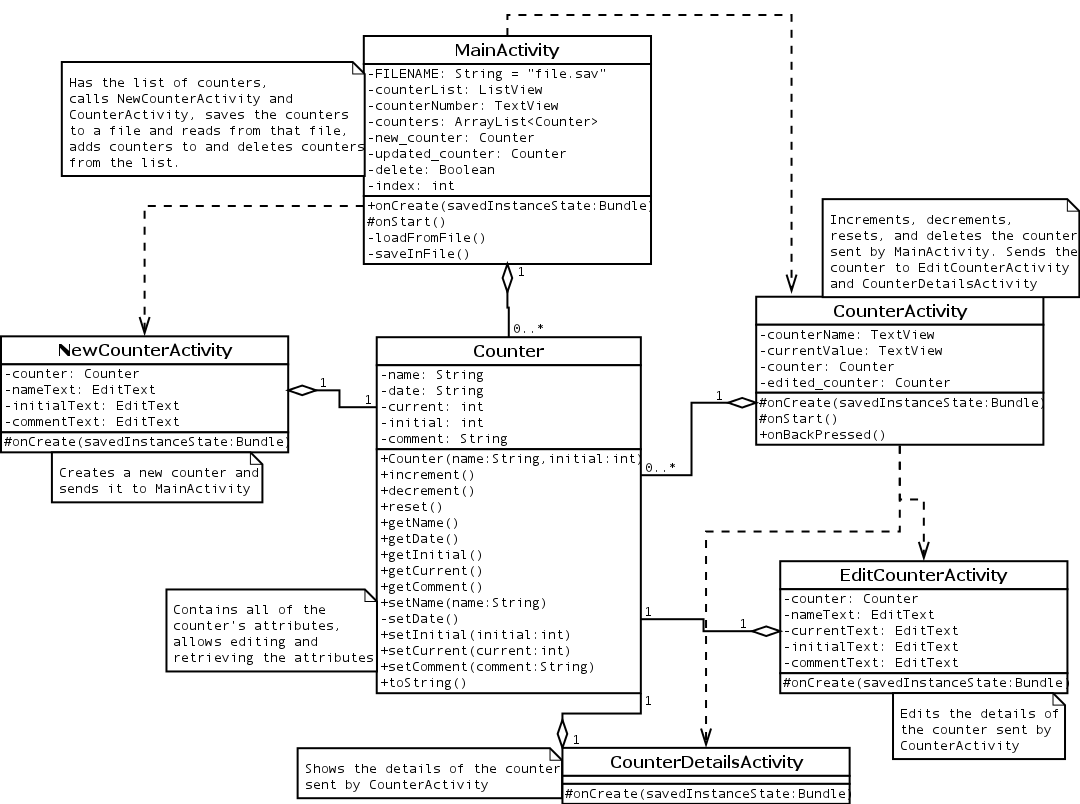 MainActivity
-FILENAME: String = "file.sav"
-counterList: ListView
-counterNumber: TextView
-counters: ArrayList<Counter>
-new_counter: Counter
-updated_counter: Counter
-delete: Boolean
-index: int
+onCreate(savedInstanceState:Bundle)
#onStart()
-loadFromFile()
-saveInFile()
Has the list of counters,
calls NewCounterActivity and
CounterActivity, saves the counters
to a file and reads from that file,
adds counters to and deletes counters
from the list.
Increments, decrements,
resets, and deletes the counter
sent by MainActivity. Sends the
counter to EditCounterActivity
and CounterDetailsActivity
1
0..*
NewCounterActivity
-counter: Counter
-nameText: EditText
-initialText: EditText
-commentText: EditText
#onCreate(savedInstanceState:Bundle)
Creates a new counter and
sends it to MainActivity
1
1
Counter
-name: String
-date: String
-current: int
-initial: int
-comment: String
+Counter(name:String,initial:int)
+increment()
+decrement()
+reset()
+getName()
+getDate()
+getInitial()
+getCurrent()
+getComment()
+setName(name:String)
-setDate()
+setInitial(initial:int)
+setCurrent(current:int)
+setComment(comment:String)
+toString()
Contains all of the
counter's attributes,
allows editing and
retrieving the attributes
CounterActivity
-counterName: TextView
-currentValue: TextView
-counter: Counter
-edited_counter: Counter
#onCreate(savedInstanceState:Bundle)
#onStart()
+onBackPressed()
1
0..*
EditCounterActivity
-counter: Counter
-nameText: EditText
-currentText: EditText
-initialText: EditText
-commentText: EditText
#onCreate(savedInstanceState:Bundle)
1
1
Edits the details of
the counter sent by
CounterActivity
1
1
CounterDetailsActivity
#onCreate(savedInstanceState:Bundle)
Shows the details of the counter
sent by CounterActivity